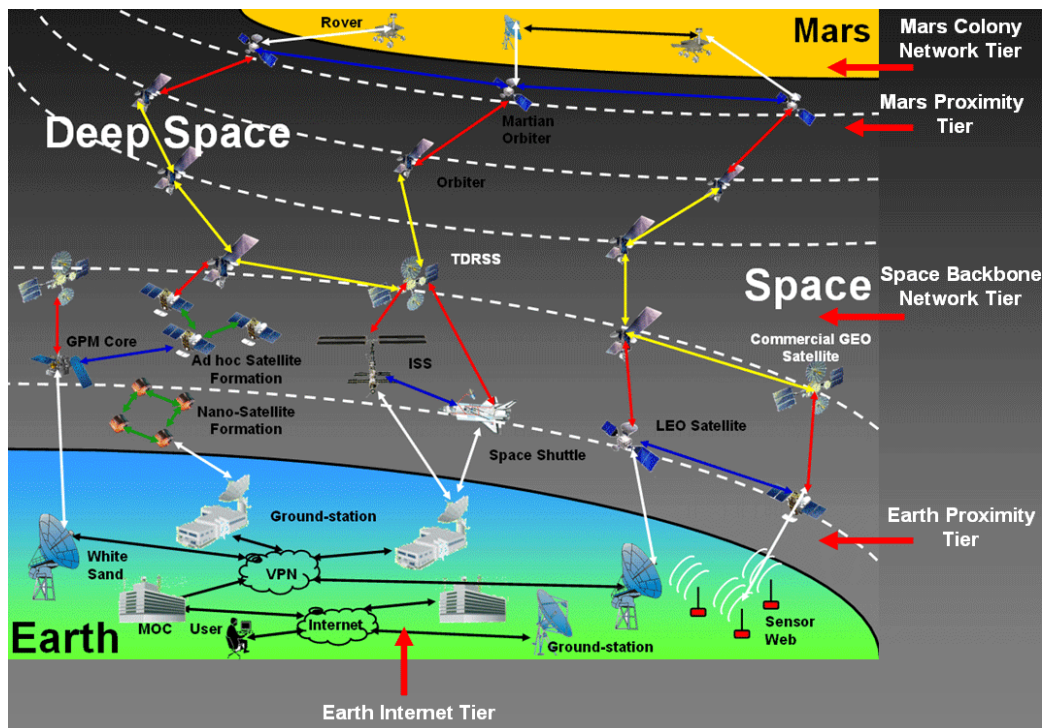 Rover
Mars
Mars Colony
Network Tier
Mars Proximity
Tier
Deep Space
Martian
Orbiter
Orbiter
TDRSS
Space
Space Backbone
Network Tier
GPM Core
Commercial GEO
Satellite
Ad hoc Satellite
Formation
ISS
Nano-Satellite
Formation
LEO Satellite
Space Shuttle
Ground-station
Earth Proximity
Tier
White
Sand
VPN
MOC
User
Internet
Sensor
Web
Earth
Ground-station
Earth Internet Tier